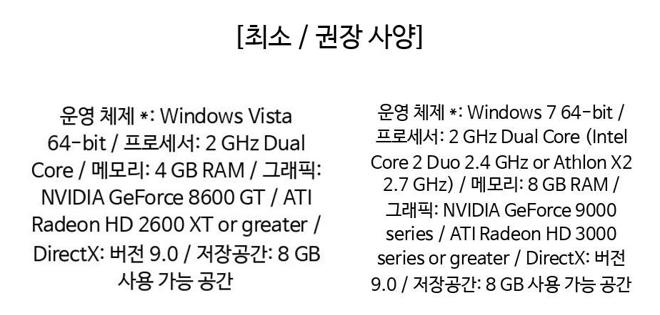 [최소 / 권장 사양]
운영 체제 *: Windows Vista
64-bit / 프로세서: 2 GHz Dual
Core / 메모리: 4 GB RAM / 그래픽:
NVIDIA GeForce 8600 GT / ATI
Radeon HD 2600 XT or greater /
DirectX: 버전 9.0 / 저장공간: 8 GB
사용 가능 공간
운영 체제 *: Windows 7 64-bit /
프로세서: 2 GHz Dual Core (Intel
Core 2 Duo 2.4 GHz or Athlon X2
2.7 GHz) / 메모리: 8 GB RAM /
그래픽: NVIDIA GeForce 9000
series / ATI Radeon HD 3000
series or greater / DirectX: 버전
9.0 / 저장공간: 8 GB 사용 가능 공간